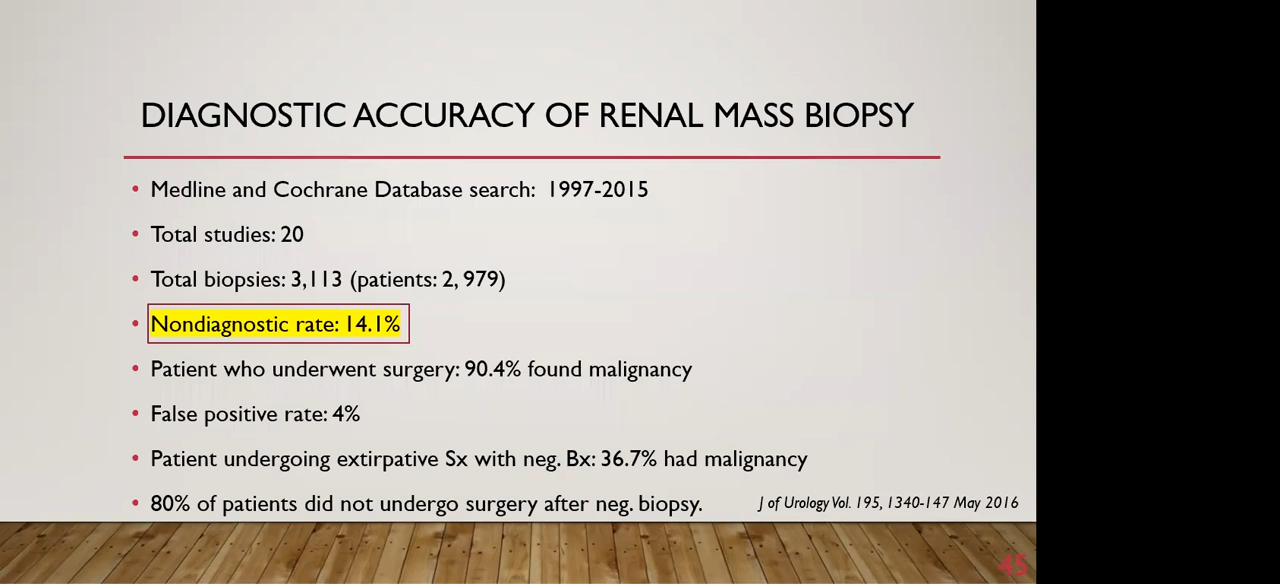 DIAGNOSTIC ACCURACY OF RENAL MASS BIOPSY
• Medline and Cochrane Database search: 1997-2015
• Total studies: 20
• Total biopsies: 3,113 (patients: 2, 979)
• Nondiagnostic rate: 14.1%
• Patient who underwent surgery: 90.4% found malignancy
• False positive rate: 4%
• Patient undergoing extirpative Sx with neg. Bx: 36.7% had malignancy
• 80% of patients did not undergo surgery after neg. biopsy.
J of Urology Vol. 195, 1340-147 May 2016
45